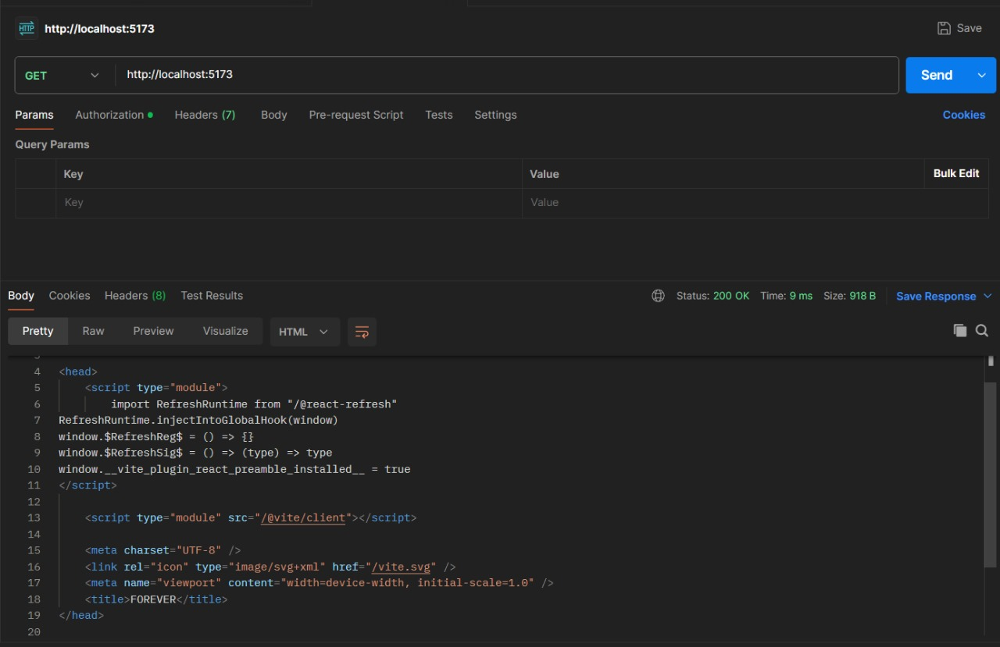 HTTP http://localhost:5173 Save
GET http://localhost:5173 Send
Params Authorization Headers (7) Body Pre-request Script Tests Settings Cookies
Query Params
Key Value Bulk Edit
Key Value
Body Cookies Headers (8) Test Results Status: 200 OK Time: 9 ms Size: 918 B Save Response
Pretty Raw Preview Visualize HTML
4 <head>
5 <script type="module">
6 import RefreshRuntime from "/@react-refresh"
7 RefreshRuntime.injectIntoGlobalHook(window)
8 window.$RefreshReg$ = () => {}
9 window.$RefreshSig$ = () => (type) => type
10 window.__vite_plugin_react_preamble_installed__ = true
11 </script>
12
13 <script type="module" src="/@vite/client"></script>
14
15 <meta charset="UTF-8" />
16 <link rel="icon" type="image/svg+xml" href="/vite.svg" />
17 <meta name="viewport" content="width=device-width, initial-scale=1.0" />
18 <title>FOREVER</title>
19 </head>
20